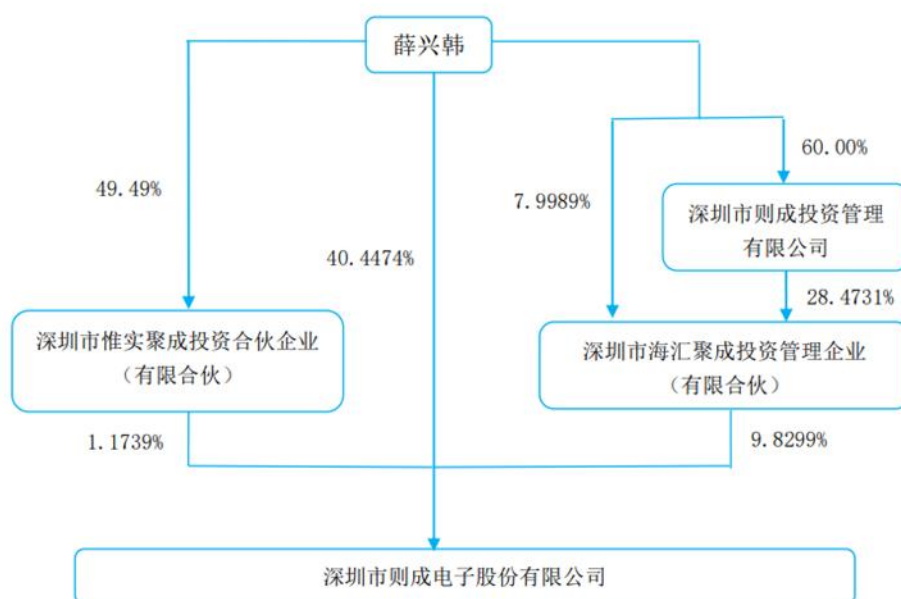 薛兴韩
60.00%
49.49%
7.9989%
深圳市则成投资管理
有限公司
40.4474%
28.4731%
深圳市惟实聚成投资合伙企业
（有限合伙）
深圳市海汇聚成投资管理企业
（有限合伙）
1.1739%
9.8299%
深圳市则成电子股份有限公司